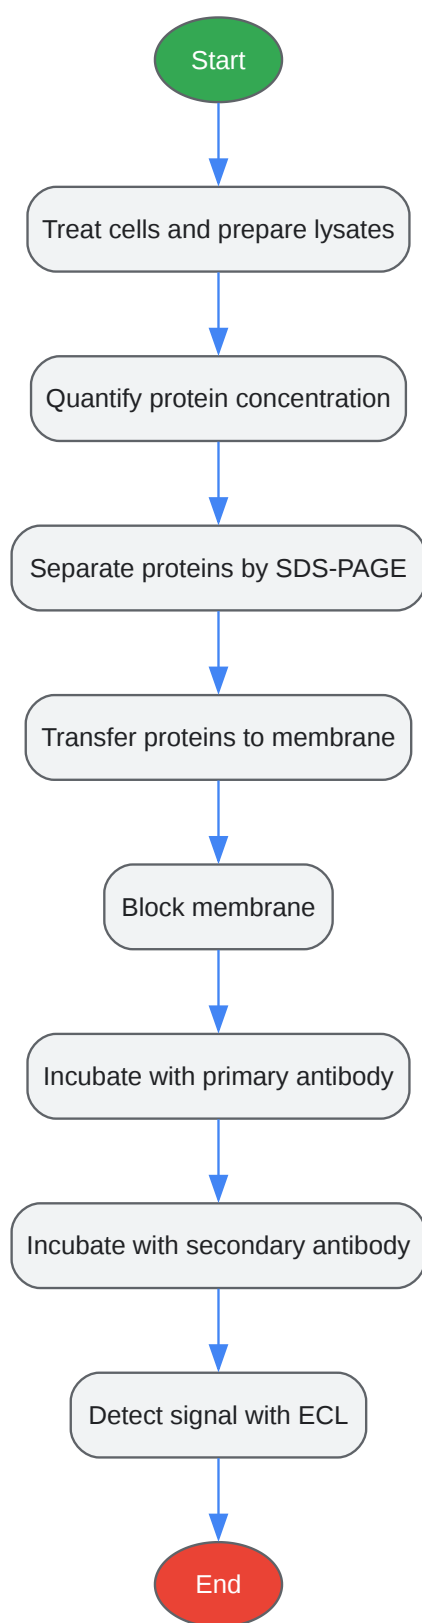 Start
Treat cells and prepare lysates
Quantify protein concentration
Separate proteins by SDS-PAGE
Transfer proteins to membrane
Block membrane
Incubate with primary antibody
Incubate with secondary antibody
Detect signal with ECL
End